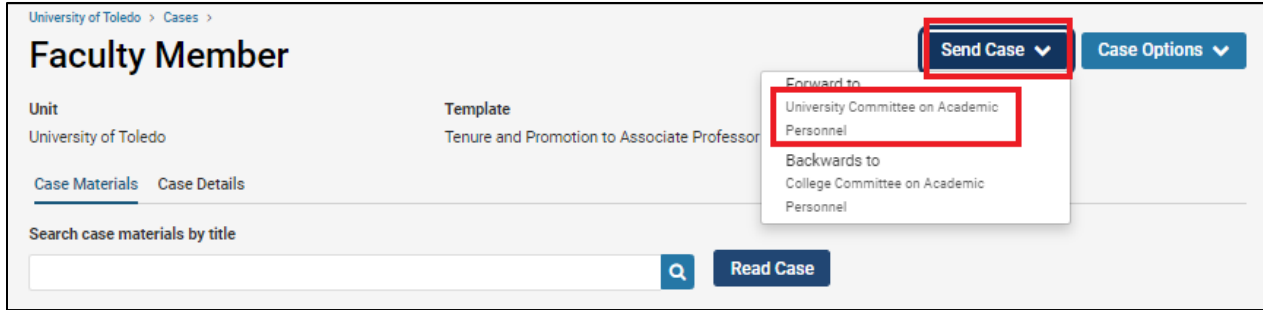 University of Toledo > Cases >
Faculty Member
Send Case
Case Options
Forward to
University Committee on Academic
Personnel
Backwards to
College Committee on Academic
Personnel
Unit
University of Toledo
Template
Tenure and Promotion to Associate Professor
Case Materials Case Details
Search case materials by title
Read Case